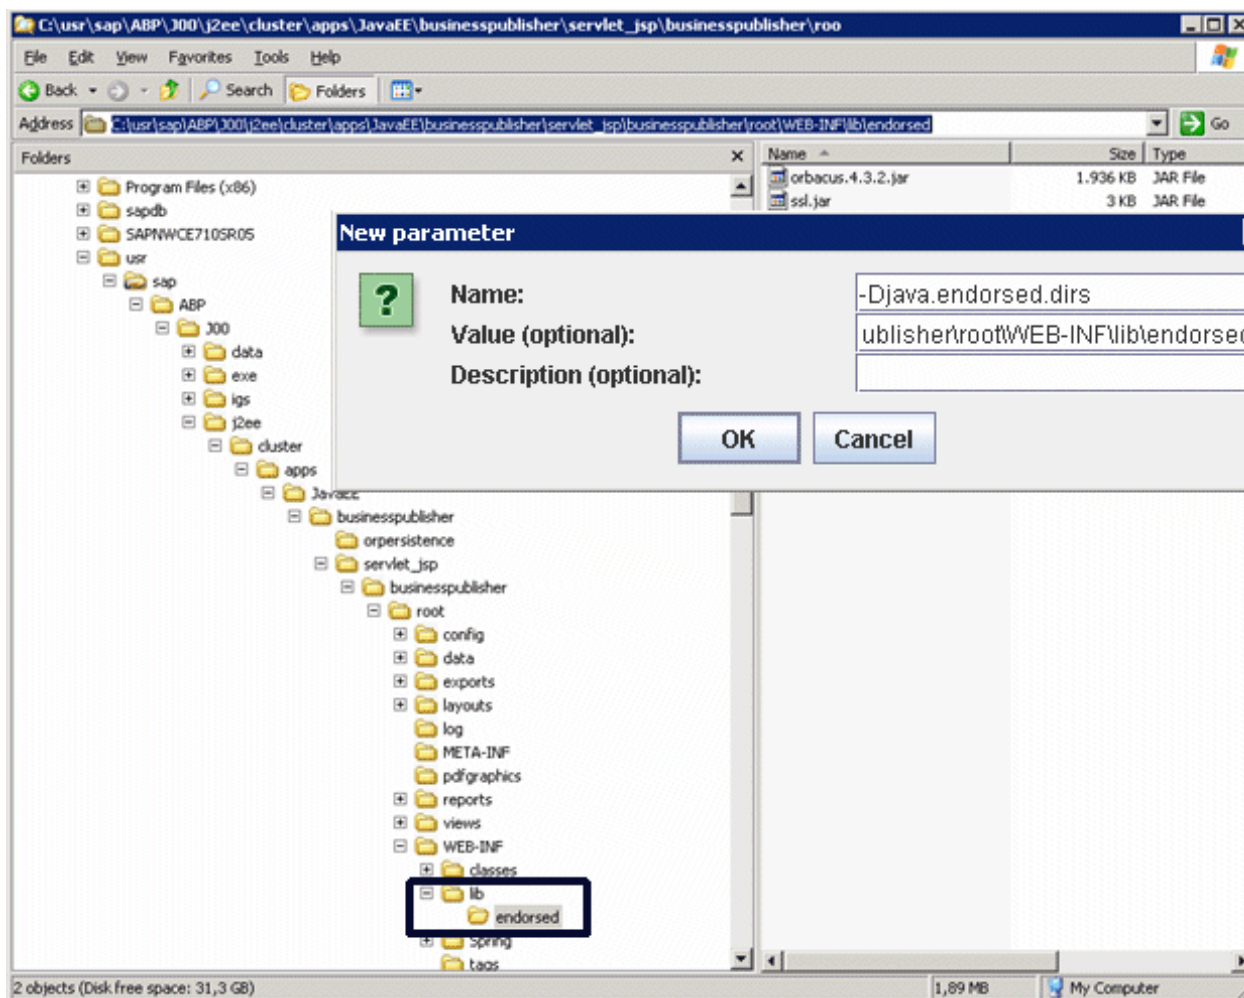 C:\usr\sap\ABP\J00\j2ee\cluster\apps\JavaEE\businesspublisher\servlet_jsp\businesspublisher\roo
File Edit View Favorites Tools Help
Back Search Folders
Address C:\usr\sap\ABP\J00\j2ee\cluster\apps\JavaEE\businesspublisher\servlet_jsp\businesspublisher\root\WEB-INF\lib\endorsed Go
Folders
Name Size Type
orbacus.4.3.2.jar 1.936 KB JAR File
ssl.jar 3 KB JAR File
Program Files (x86)
sapdb
SAPNWCE710SR05
usr
sap
ABP
J00
data
exe
igs
j2ee
cluster
apps
JavaEE
businesspublisher
orpersistence
servlet_jsp
businesspublisher
root
config
data
exports
layouts
log
META-INF
pdfgraphics
reports
views
WEB-INF
classes
lib
endorsed
Spring
tags
New parameter
Name: -Djava.endorsed.dirs
Value (optional): ublisher\root\WEB-INF\lib\endorsed
Description (optional):
OK Cancel
2 objects (Disk free space: 31,3 GB) 1,89 MB My Computer